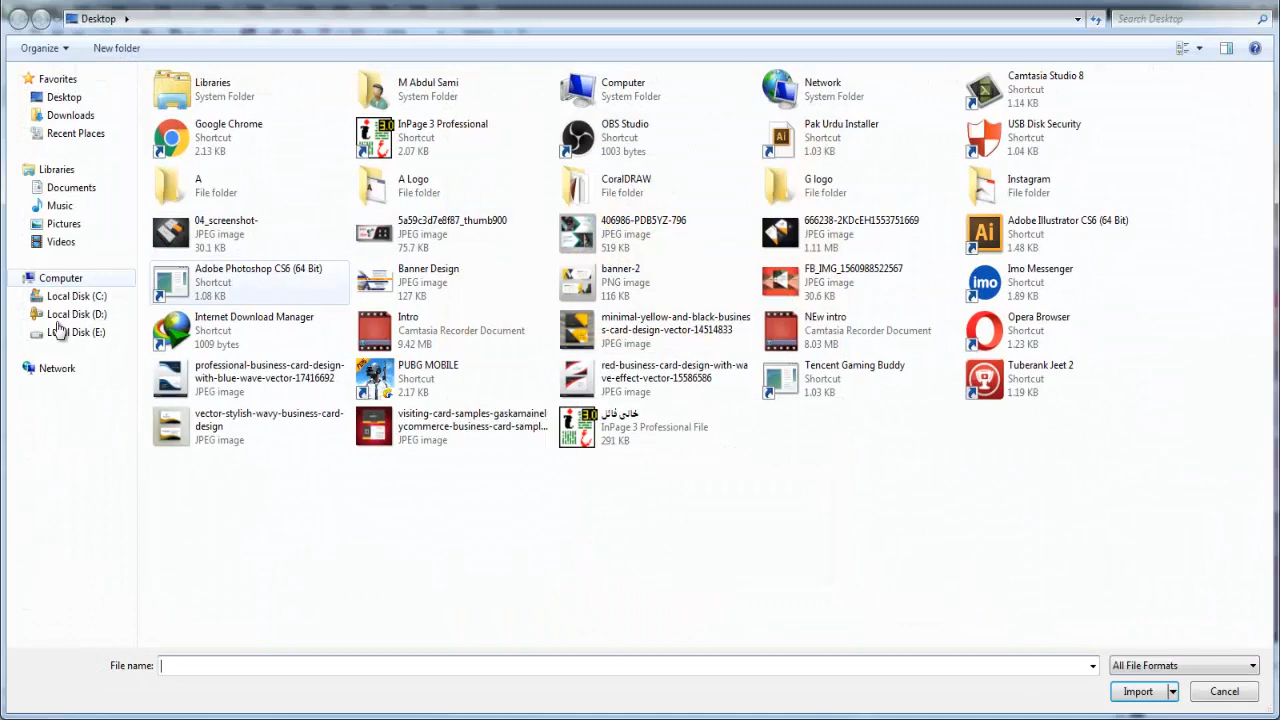 Desktop
Search Desktop
Organize
New folder
Favorites
Desktop
Downloads
Recent Places
Libraries
Documents
Music
Pictures
Videos
Computer
Local Disk (C:)
Local Disk (D:)
Disk (E:)
Network
Libraries
System Folder
M Abdul Sami
System Folder
Computer
System Folder
Network
System Folder
Camtasia Studio 8
Shortcut
1.14 KB
Google Chrome
Shortcut
2.13 KB
InPage 3 Professional
Shortcut
2.07 KB
OBS Studio
Shortcut
1003 bytes
Pak Urdu Installer
Shortcut
1.03 KB
USB Disk Security
Shortcut
1.04 KB
A
File folder
A Logo
File folder
CoralDRAW
File folder
G logo
File folder
Instagram
File folder
04_screenshot-
JPEG image
30.1 KB
5a59c3d7e8f87_thumb900
JPEG image
75.7 KB
406986-PDB5YZ-796
JPEG image
519 KB
666238-2KDcEH1553751669
JPEG image
1.11 MB
Adobe Illustrator CS6 (64 Bit)
Shortcut
1.48 KB
Adobe Photoshop CS6 (64 Bit)
Shortcut
1.08 KB
Banner Design
JPEG image
127 KB
banner-2
PNG image
116 KB
FB_IMG_1560988522567
JPEG image
30.6 KB
Imo Messenger
Shortcut
1.89 KB
Internet Download Manager
Shortcut
1009 bytes
Intro
Camtasia Recorder Document
9.42 MB
minimal-yellow-and-black-busines
s-card-design-vector-14514833
JPEG image
NEw intro
Camtasia Recorder Document
8.03 MB
Opera Browser
Shortcut
1.23 KB
professional-business-card-design-
with-blue-wave-vector-17416692
JPEG image
PUBG MOBILE
Shortcut
2.17 KB
red-business-card-design-with-wa
ve-effect-vector-15586586
JPEG image
Tencent Gaming Buddy
Shortcut
1.03 KB
Tuberank Jeet 2
Shortcut
1.19 KB
vector-stylish-wavy-business-card-
design
JPEG image
visiting-card-samples-gaskamainel
ycommerce-business-card-sampl...
JPEG image
خالی فائل
InPage 3 Professional File
291 KB
File name:
All File Formats
Import
Cancel